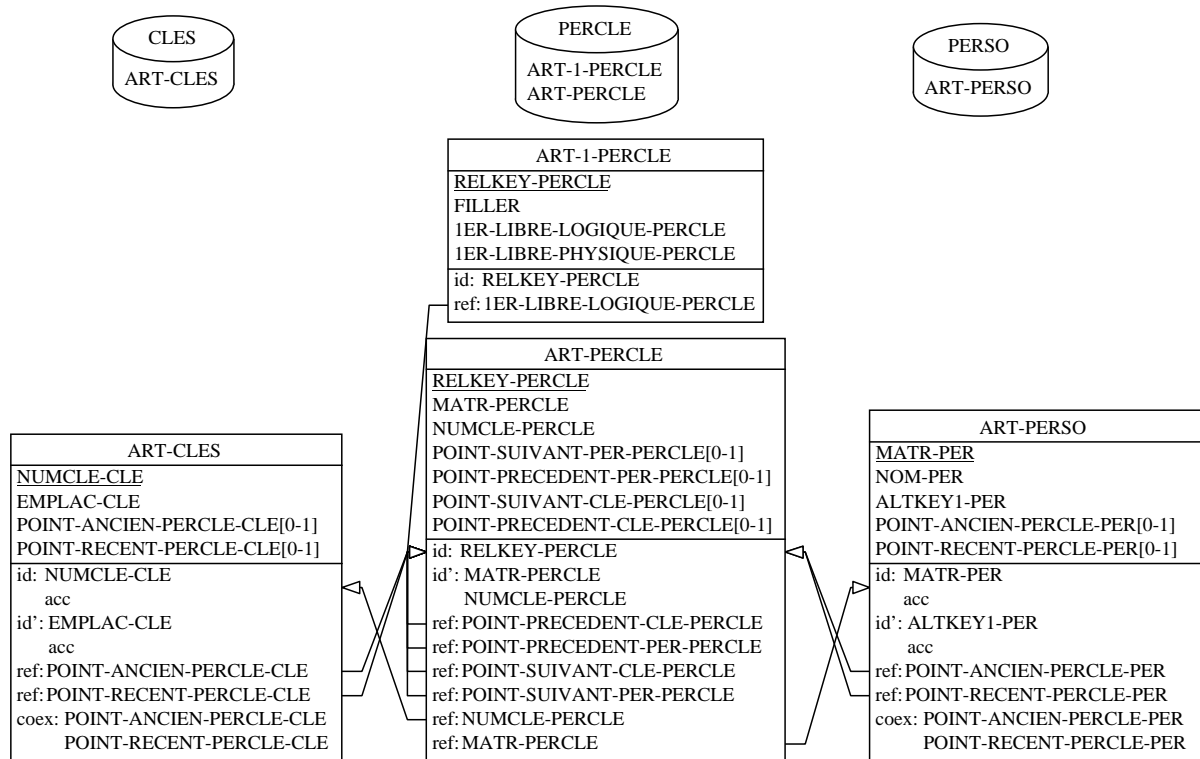 CLES
ART-CLES
PERCLE
ART-1-PERCLE
ART-PERCLE
PERSO
ART-PERSO
ART-1-PERCLE
RELKEY-PERCLE
FILLER
1ER-LIBRE-LOGIQUE-PERCLE
1ER-LIBRE-PHYSIQUE-PERCLE
id: RELKEY-PERCLE
ref: 1ER-LIBRE-LOGIQUE-PERCLE
ART-CLES
NUMCLE-CLE
EMPLAC-CLE
POINT-ANCIEN-PERCLE-CLE[0-1]
POINT-RECENT-PERCLE-CLE[0-1]
id: NUMCLE-CLE
acc
id’: EMPLAC-CLE
acc
ref: POINT-ANCIEN-PERCLE-CLE
ref: POINT-RECENT-PERCLE-CLE
coex: POINT-ANCIEN-PERCLE-CLE
POINT-RECENT-PERCLE-CLE
ART-PERCLE
RELKEY-PERCLE
MATR-PERCLE
NUMCLE-PERCLE
POINT-SUIVANT-PER-PERCLE[0-1]
POINT-PRECEDENT-PER-PERCLE[0-1]
POINT-SUIVANT-CLE-PERCLE[0-1]
POINT-PRECEDENT-CLE-PERCLE[0-1]
id: RELKEY-PERCLE
id’: MATR-PERCLE
NUMCLE-PERCLE
ref: POINT-PRECEDENT-CLE-PERCLE
ref: POINT-PRECEDENT-PER-PERCLE
ref: POINT-SUIVANT-CLE-PERCLE
ref: POINT-SUIVANT-PER-PERCLE
ref: NUMCLE-PERCLE
ref: MATR-PERCLE
ART-PERSO
MATR-PER
NOM-PER
ALTKEY1-PER
POINT-ANCIEN-PERCLE-PER[0-1]
POINT-RECENT-PERCLE-PER[0-1]
id: MATR-PER
acc
id’: ALTKEY1-PER
acc
ref: POINT-ANCIEN-PERCLE-PER
ref: POINT-RECENT-PERCLE-PER
coex: POINT-ANCIEN-PERCLE-PER
POINT-RECENT-PERCLE-PER